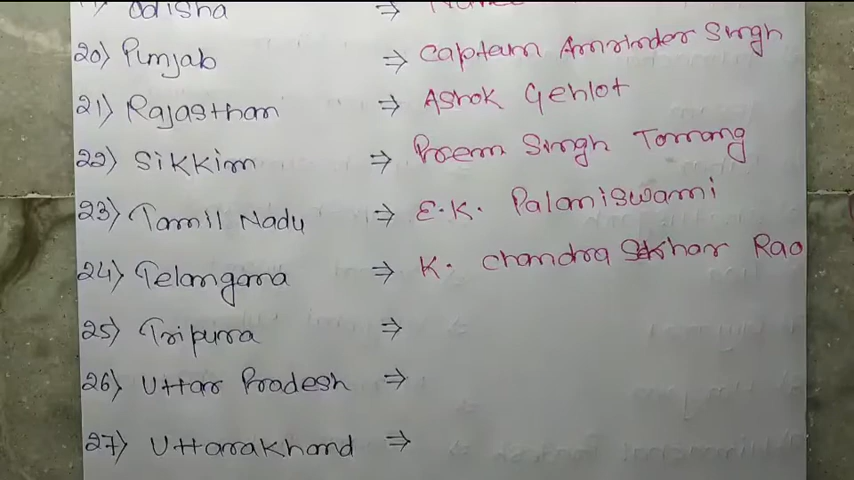 Odisha ⇒
20) Punjab ⇒ Captain Amrinder Singh
21) Rajasthan ⇒ Ashok Gehlot
22) Sikkim ⇒ Prem Singh Tamang
23) Tamil Nadu ⇒ E.K. Palaniswami
24) Telangana ⇒ K. Chandra Sekhar Rao
25) Tripura ⇒
26) Uttar Pradesh ⇒
27) Uttarakhand ⇒